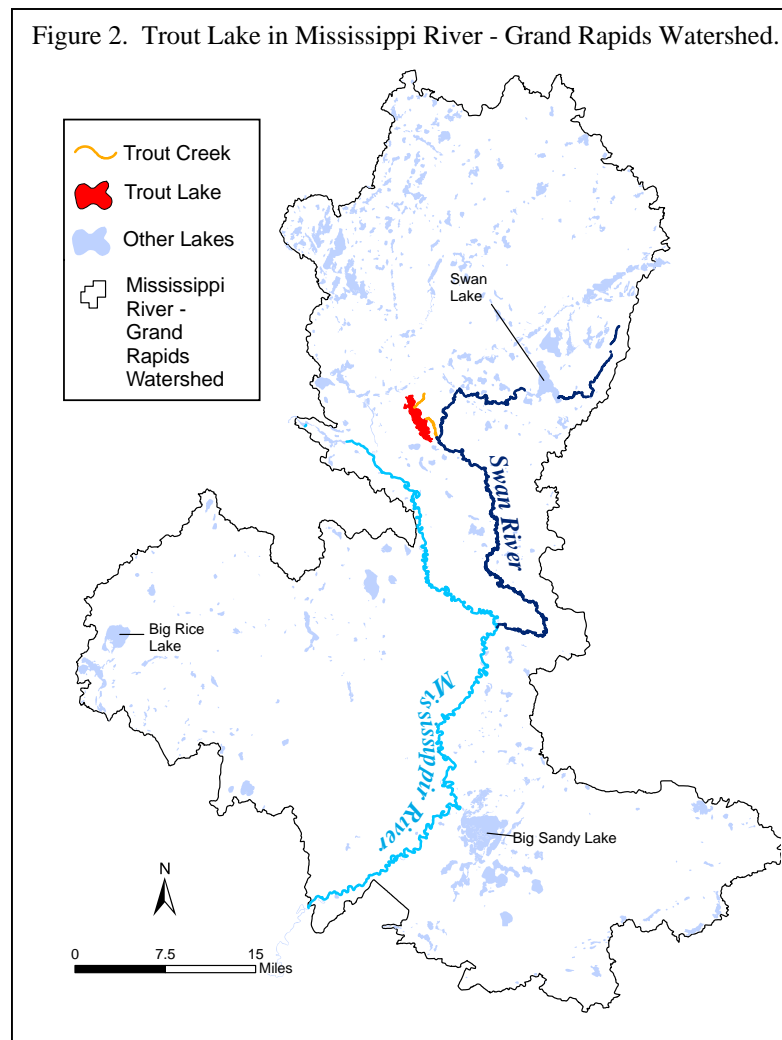 Figure 2.  Trout Lake in Mississippi River - Grand Rapids Watershed.
Trout Creek
Trout Lake
Other Lakes
Mississippi
River -
Grand
Rapids
Watershed
Swan
Lake
Swan River
Big Rice
Lake
Mississippir River
Big Sandy Lake
N
0 7.5 15
Miles